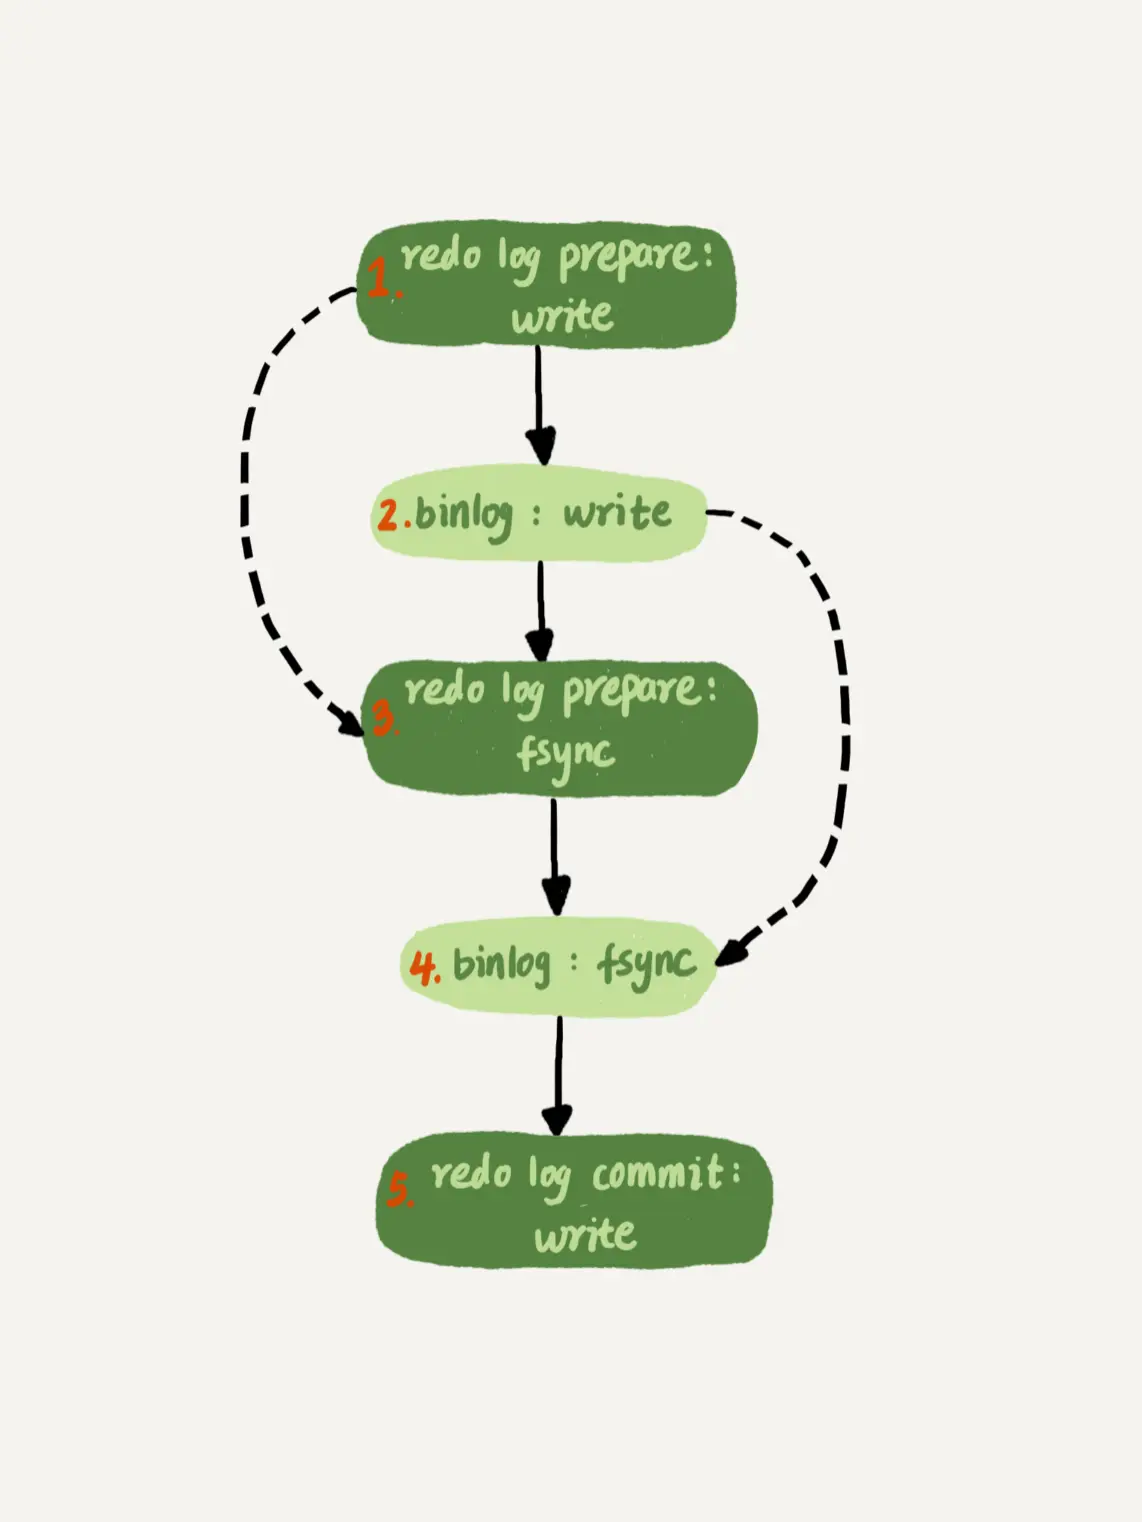 1. redo log prepare:
write
2. binlog : write
3. redo log prepare:
fsync
4. binlog : fsync
5. redo log commit:
write